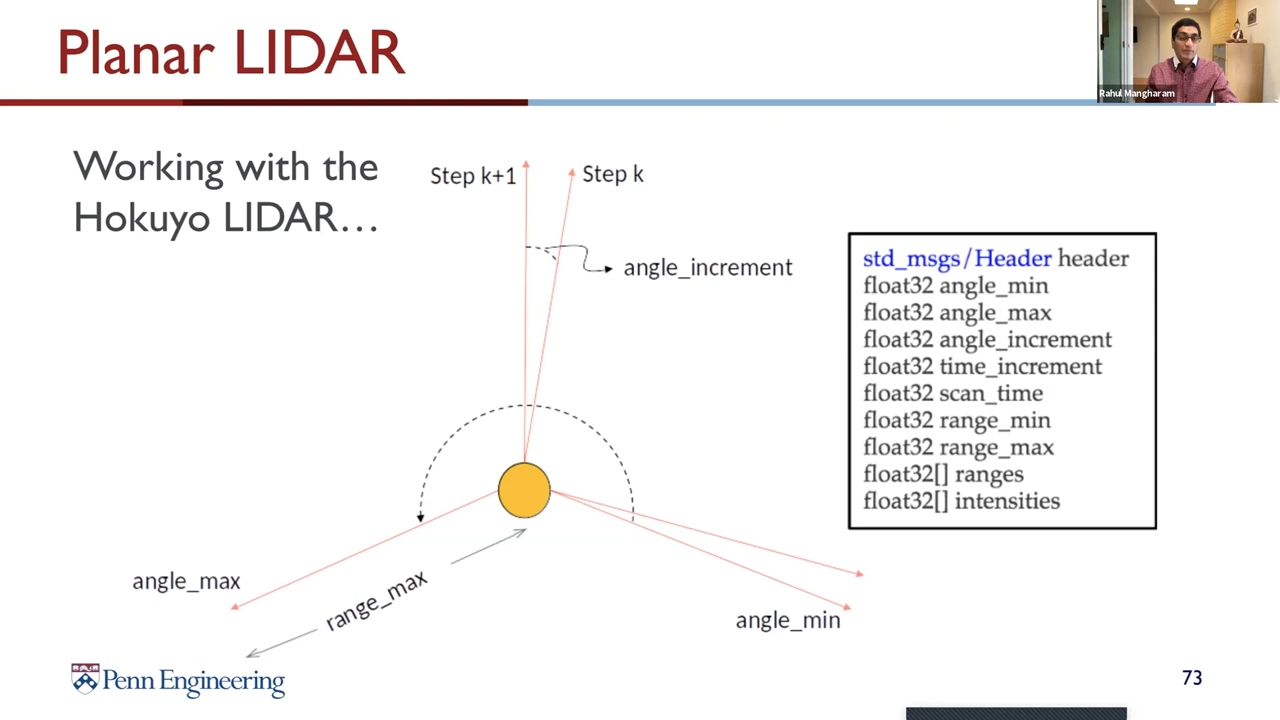 Planar LIDAR
Rahul Mangharam
Working with the
Hokuyo LIDAR…
Step k+1
Step k
angle_increment
std_msgs/Header header
float32 angle_min
float32 angle_max
float32 angle_increment
float32 time_increment
float32 scan_time
float32 range_min
float32 range_max
float32[] ranges
float32[] intensities
angle_max
range_max
angle_min
Penn Engineering
73